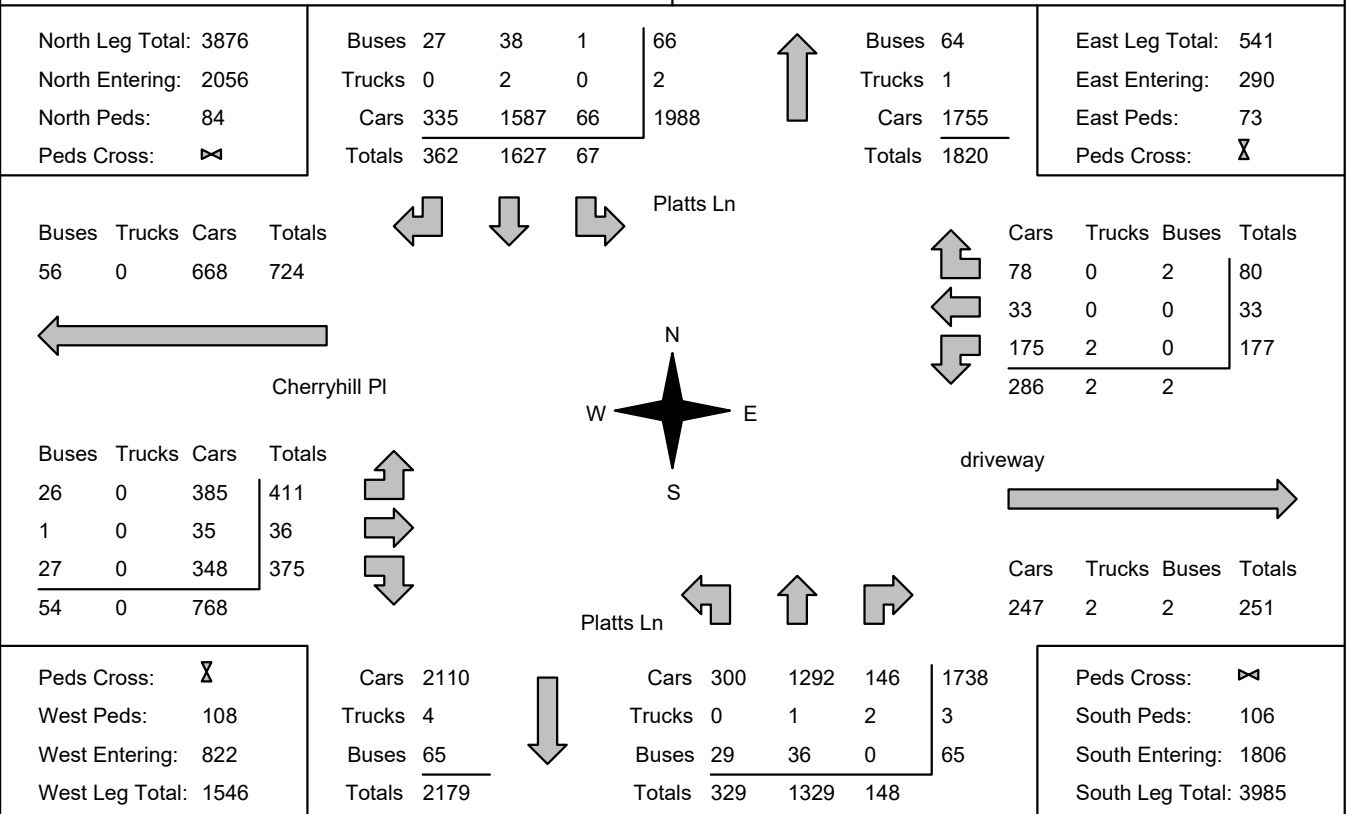 North Leg Total: 3876
North Entering: 2056
North Peds: 84
Peds Cross:
Buses 27 38 1 66
Trucks 0 2 0 2
Cars 335 1587 66 1988
Totals 362 1627 67
Buses 64
Trucks 1
Cars 1755
Totals 1820
East Leg Total: 541
East Entering: 290
East Peds: 73
Peds Cross:
Platts Ln
Buses Trucks Cars Totals
56 0 668 724
Cars Trucks Buses Totals
78 0 2 80
33 0 0 33
175 2 0 177
286 2 2
Cherryhill Pl
N
W E
S
Buses Trucks Cars Totals
26 0 385 411
1 0 35 36
27 0 348 375
54 0 768
driveway
Cars Trucks Buses Totals
247 2 2 251
Platts Ln
Peds Cross:
West Peds: 108
West Entering: 822
West Leg Total: 1546
Cars 2110
Trucks 4
Buses 65
Totals 2179
Cars 300 1292 146 1738
Trucks 0 1 2 3
Buses 29 36 0 65
Totals 329 1329 148
Peds Cross:
South Peds: 106
South Entering: 1806
South Leg Total: 3985